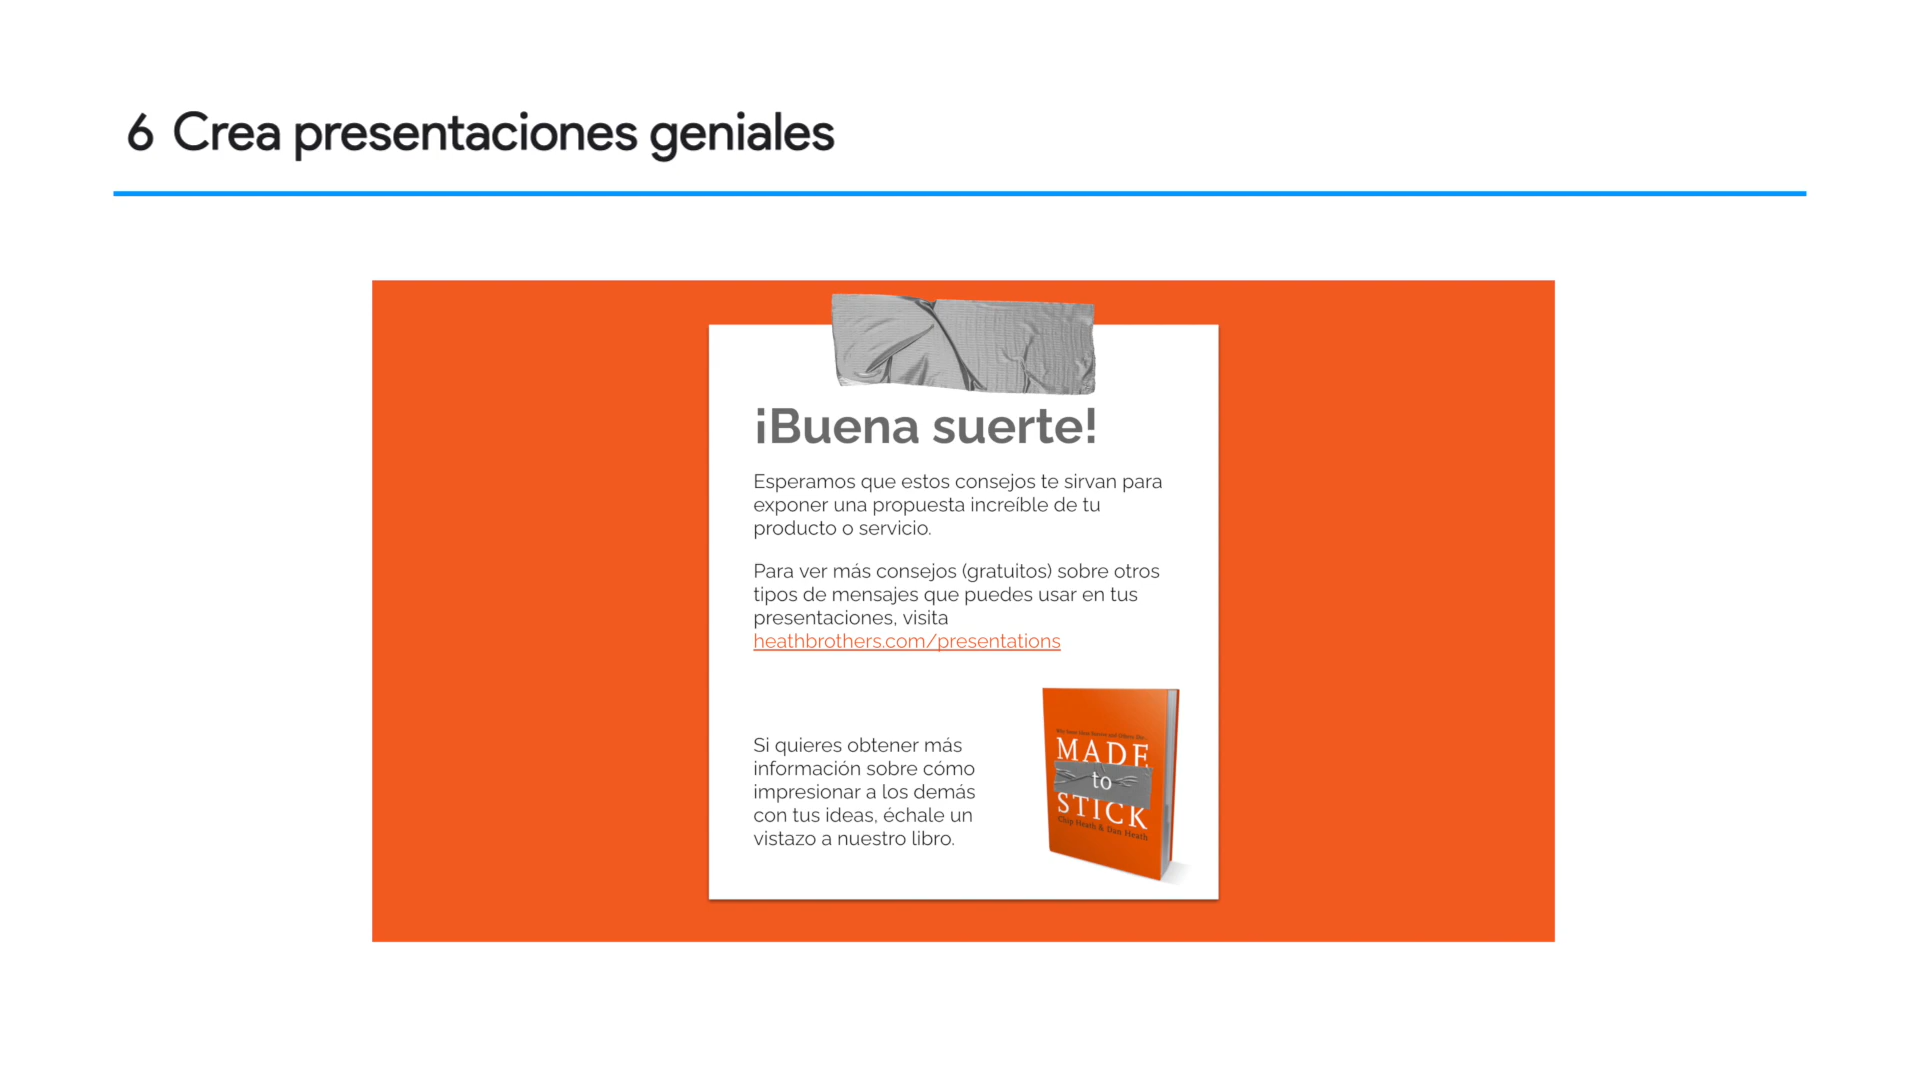 6 Crea presentaciones geniales
¡Buena suerte!
Esperamos que estos consejos te sirvan para
exponer una propuesta increíble de tu
producto o servicio.
Para ver más consejos (gratuitos) sobre otros
tipos de mensajes que puedes usar en tus
presentaciones, visita
heathbrothers.com/presentations
Si quieres obtener más
información sobre cómo
impresionar a los demás
con tus ideas, échale un
vistazo a nuestro libro.
MADE
to
STICK
Chip Heath & Dan Heath